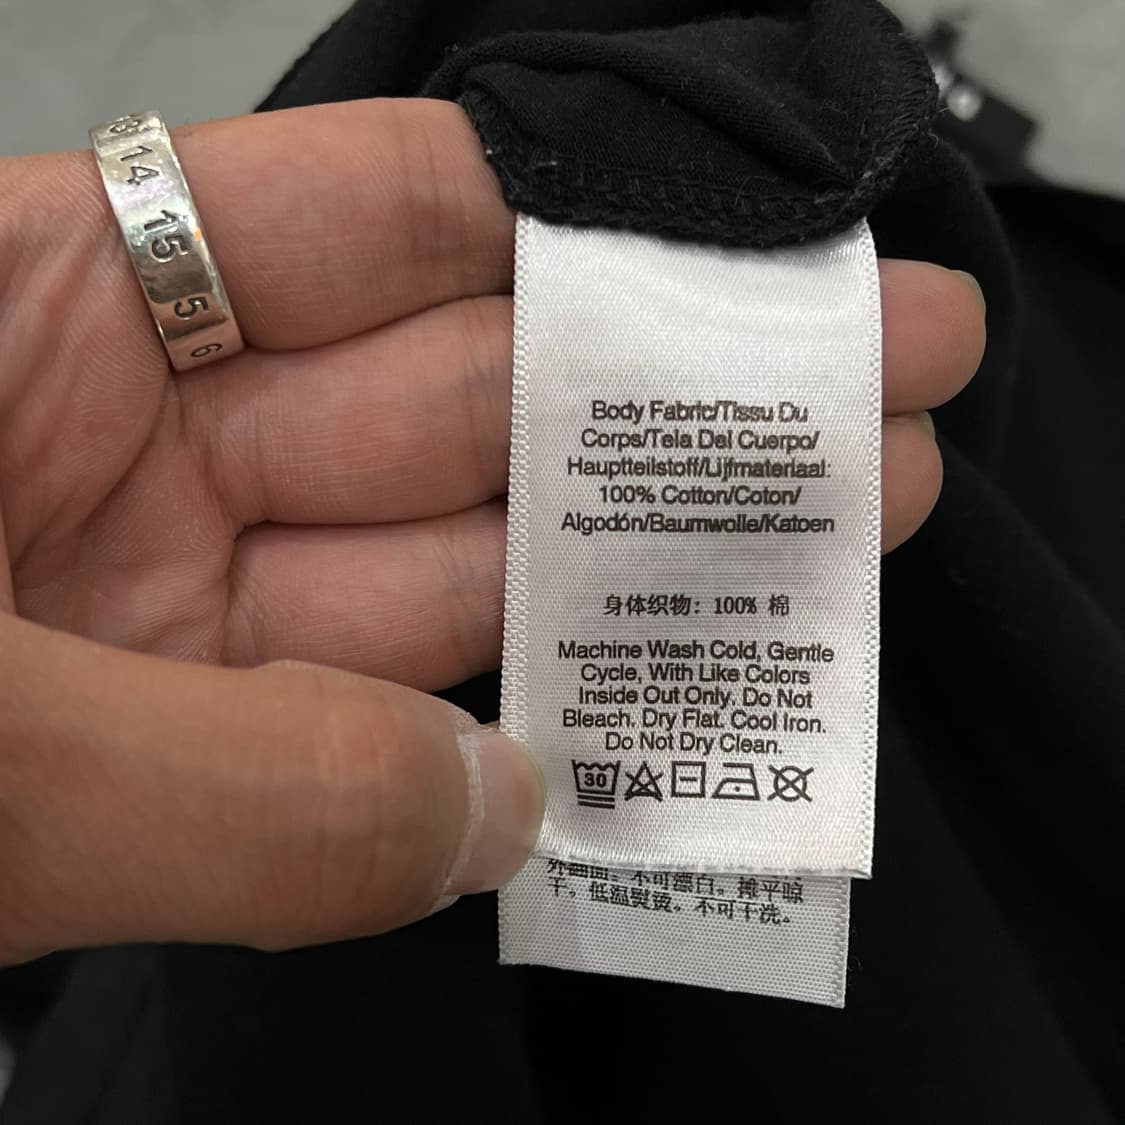 14
15
5
6
Body Fabric/Tissu Du
Corps/Tela Del Cuerpo/
Hauptteilstoff/Lijfmateriaal:
100% Cotton/Coton/
Algodón/Baumwolle/Katoen
身体织物: 100% 棉
Machine Wash Cold, Gentle
Cycle, With Like Colors
Inside Out Only. Do Not
Bleach. Dry Flat. Cool Iron.
Do Not Dry Clean.
30
不可漂白。摊平晾
干。低温熨烫。不可干洗。